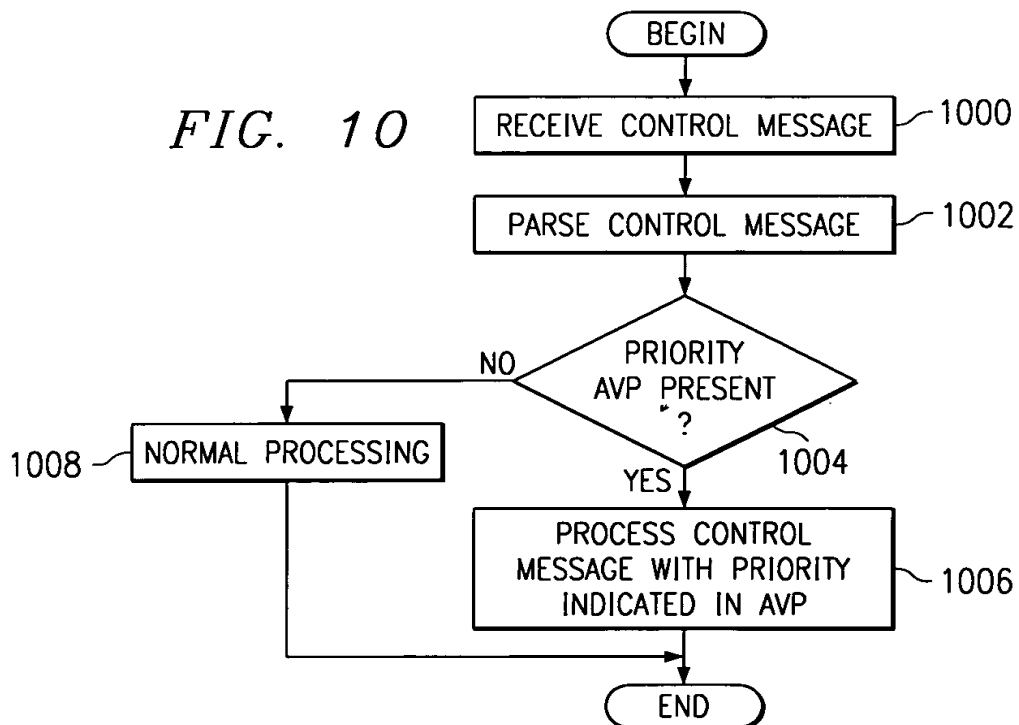 BEGIN
FIG. 10
RECEIVE CONTROL MESSAGE
1000
PARSE CONTROL MESSAGE
1002
PRIORITY
AVP PRESENT
?
1004
NO
NORMAL PROCESSING
1008
YES
PROCESS CONTROL
MESSAGE WITH PRIORITY
INDICATED IN AVP
1006
END